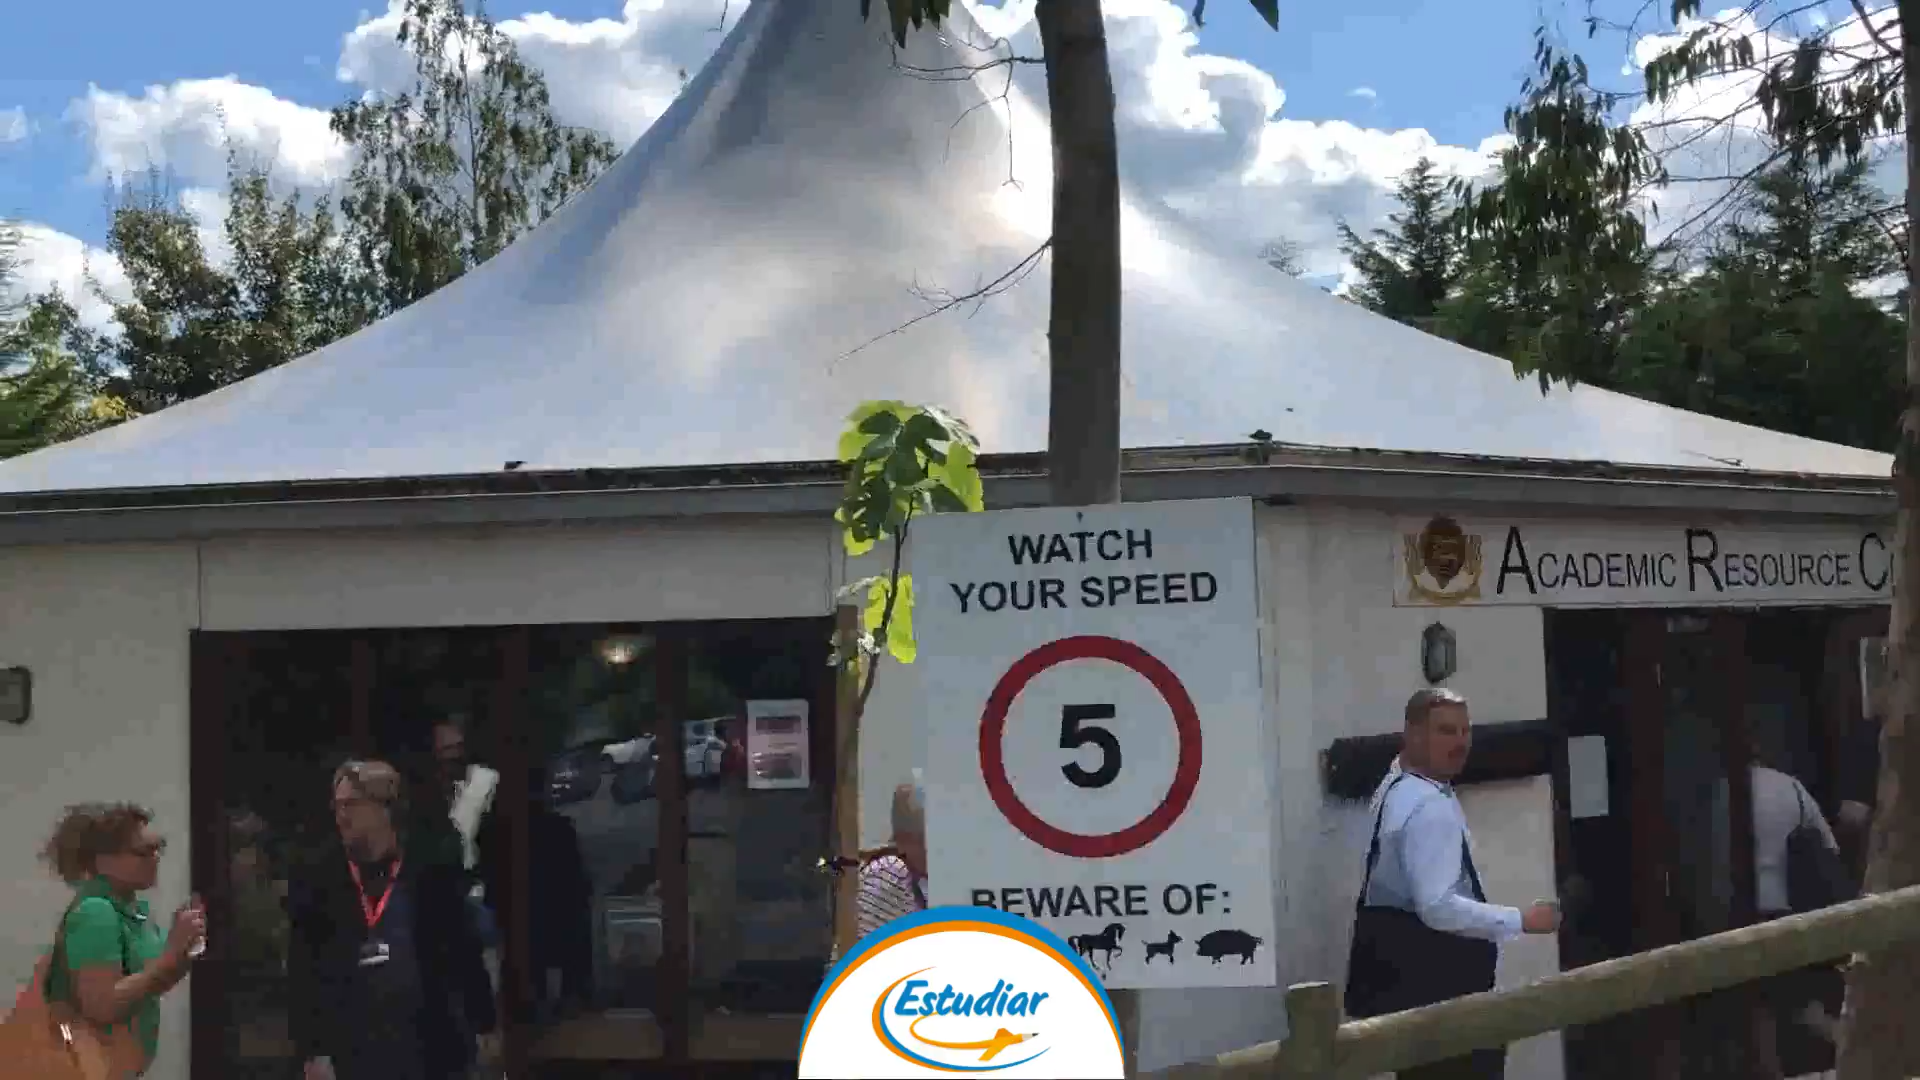 WATCH
YOUR SPEED
5
BEWARE OF:
ACADEMIC RESOURCE C
Estudiar